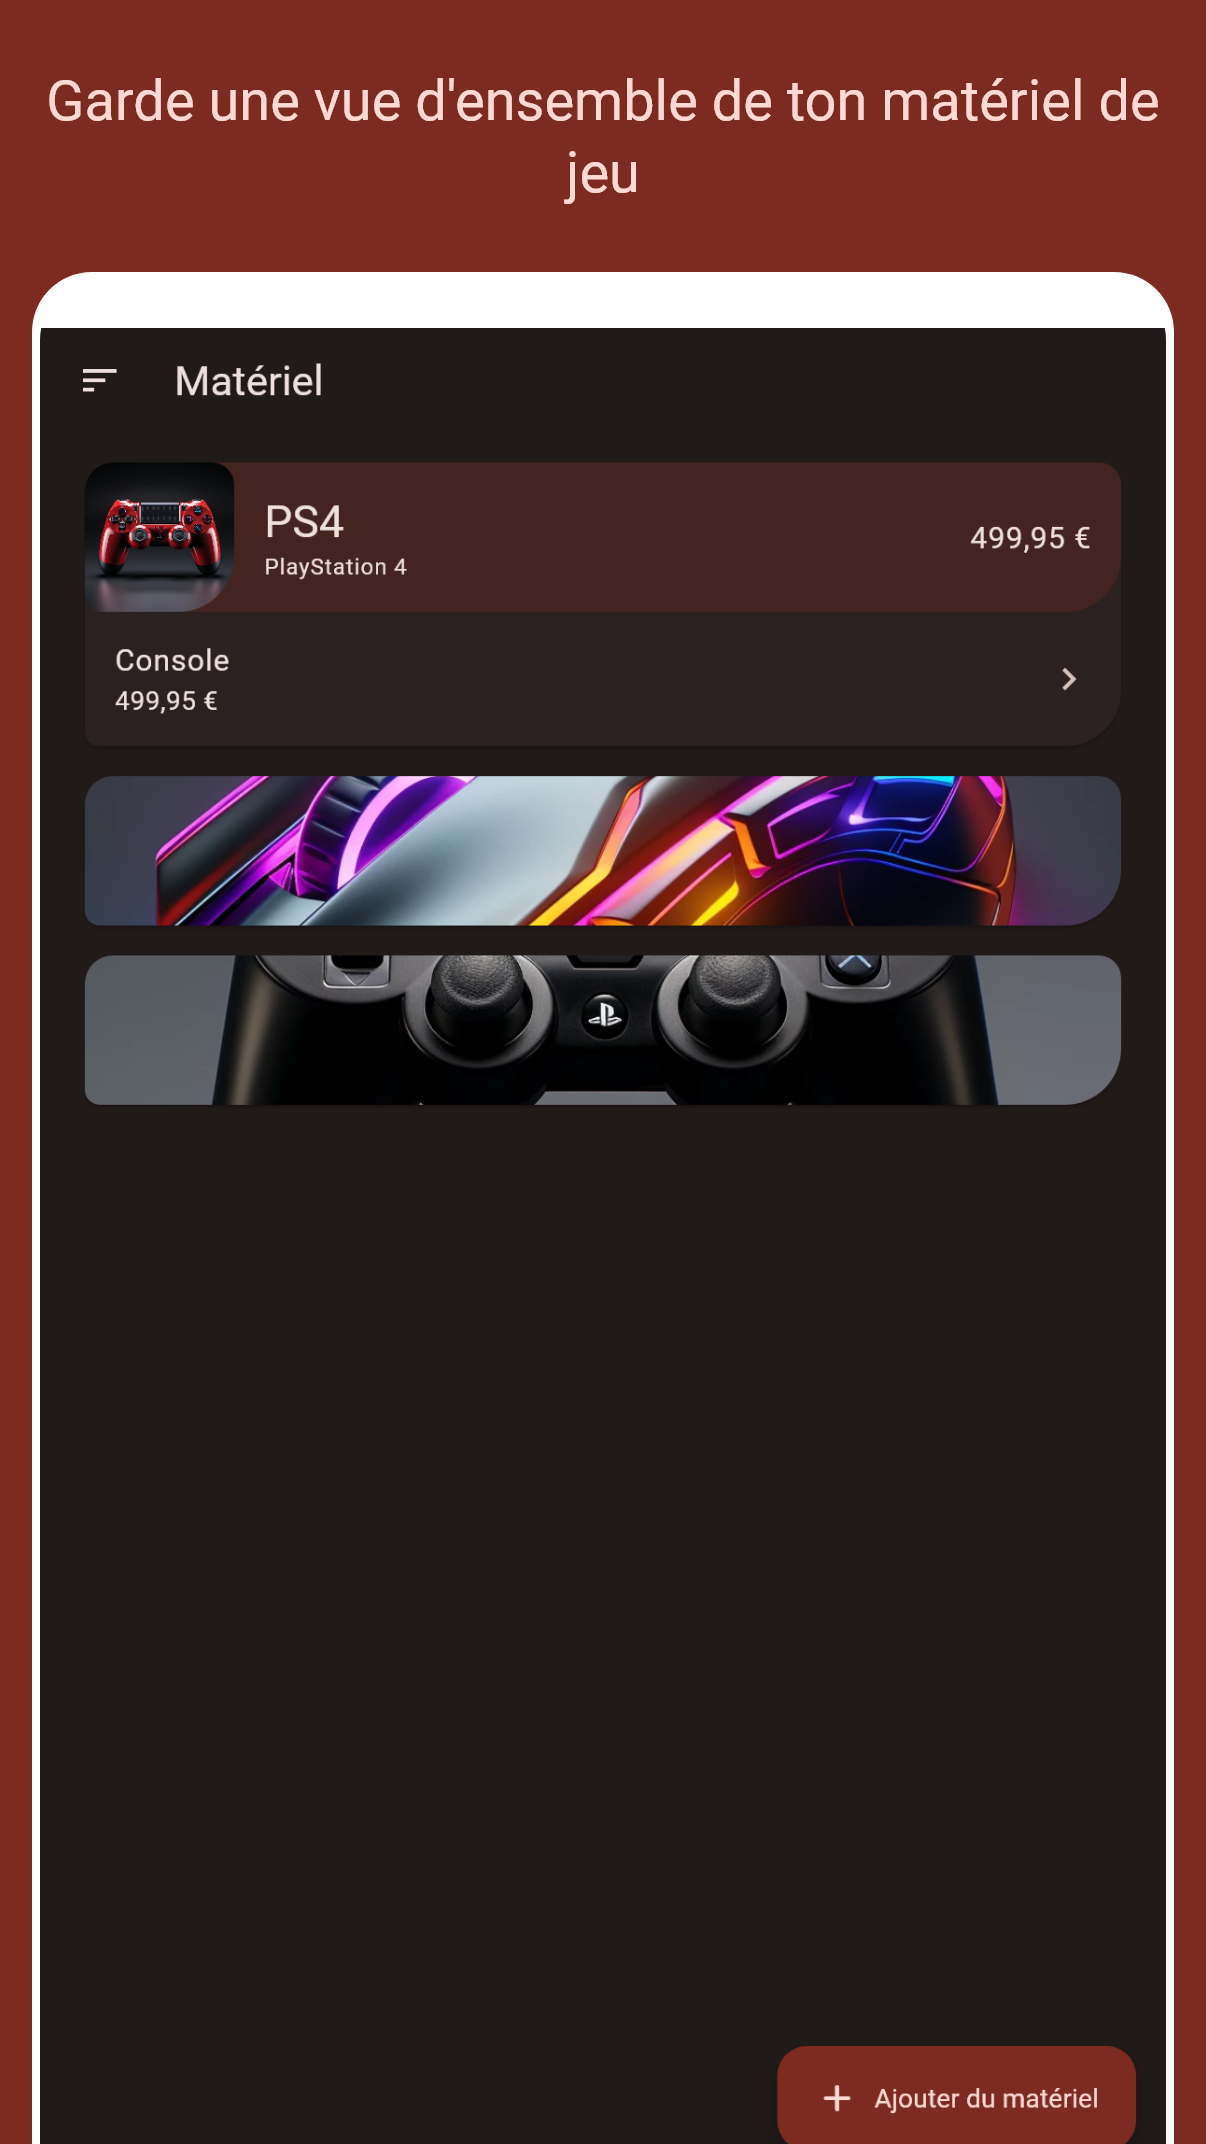 Garde une vue d'ensemble de ton matériel de
jeu
Matériel
PS4
PlayStation 4
499,95 €
Console
499,95 €
Ajouter du matériel